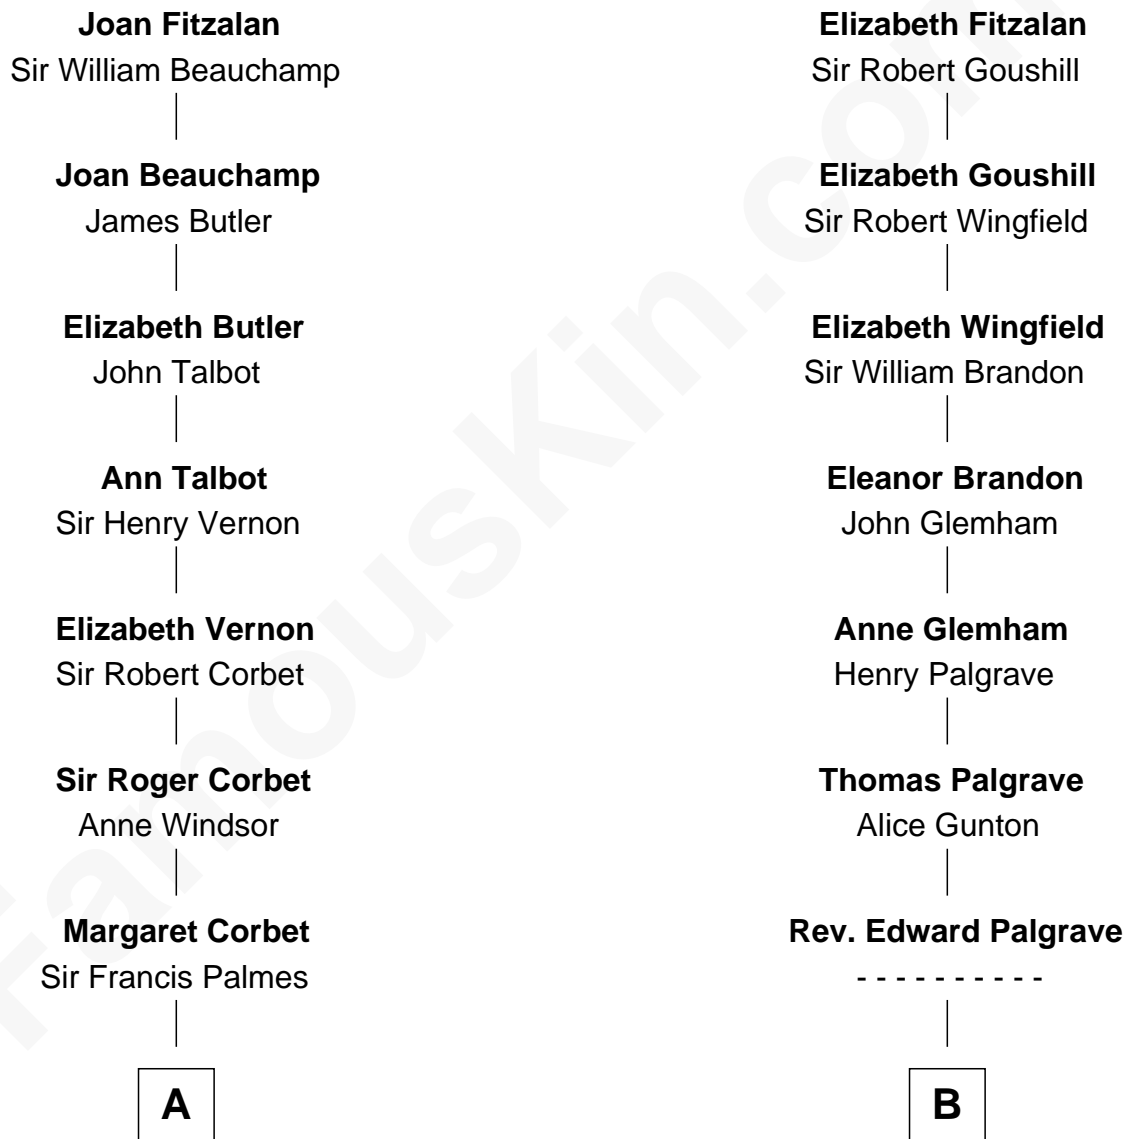 Joan Fitzalan
Sir William Beauchamp
Joan Beauchamp
James Butler
Elizabeth Butler
John Talbot
Ann Talbot
Sir Henry Vernon
Elizabeth Vernon
Sir Robert Corbet
Sir Roger Corbet
Anne Windsor
Margaret Corbet
Sir Francis Palmes
A
Elizabeth Fitzalan
Sir Robert Goushill
Elizabeth Goushill
Sir Robert Wingfield
Elizabeth Wingfield
Sir William Brandon
Eleanor Brandon
John Glemham
Anne Glemham
Henry Palgrave
Thomas Palgrave
Alice Gunton
Rev. Edward Palgrave
- - - - - - - - - -
B
FamousKin.com